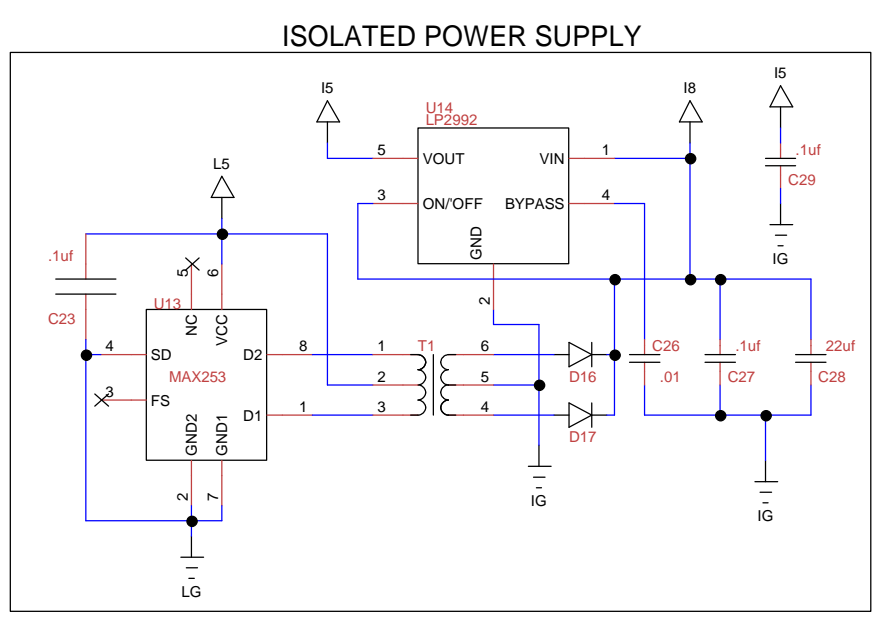 ISOLATED POWER SUPPLY
I5
U14
LP2992
I8
I5
5 VOUT VIN 1
3 ON/'OFF BYPASS 4
GND
2
.1uf
C29
IG
L5
.1uf
C23
5
6
U13
NC
VCC
4 SD D2 8
MAX253
3 FS
D1 1
GND2
GND1
2
7
LG
1
2
3
T1
6
5
4
D16
D17
IG
C26
.01
.1uf
C27
22uf
C28
IG